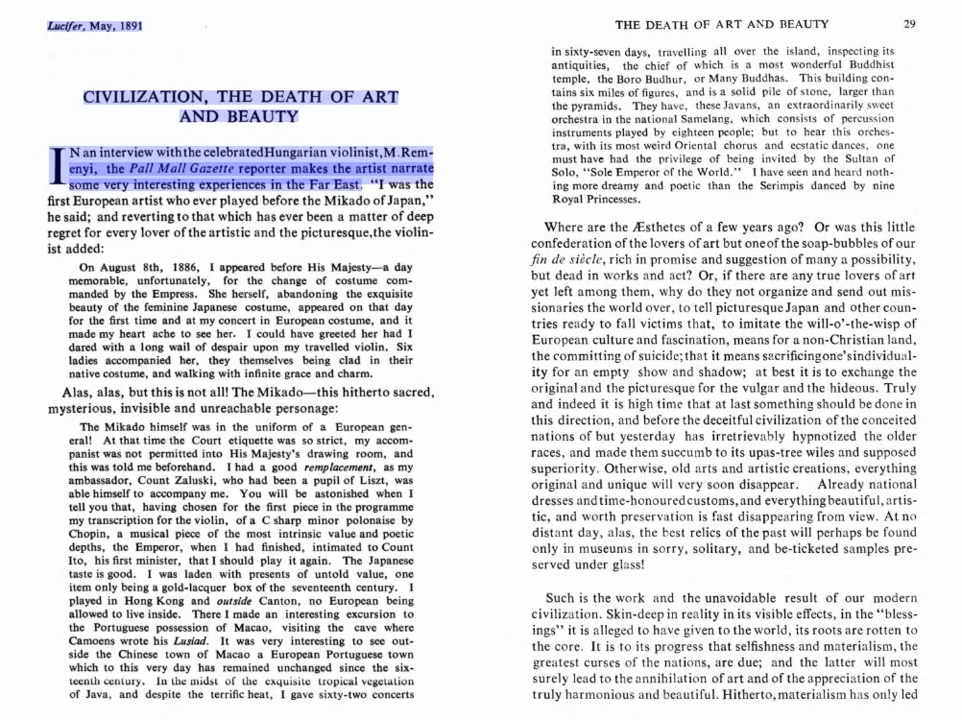 Lucifer, May, 1891
CIVILIZATION, THE DEATH OF ART
AND BEAUTY
IN an interview with the celebrated Hungarian violinist, M. Rem-
enyi, the Pall Mall Gazette reporter makes the artist narrate
some very interesting experiences in the Far East. "I was the
first European artist who ever played before the Mikado of Japan,"
he said; and reverting to that which has ever been a matter of deep
regret for every lover of the artistic and the picturesque, the violin-
ist added:
On August 8th, 1886, I appeared before His Majesty—a day
memorable, unfortunately, for the change of costume com-
manded by the Empress. She herself, abandoning the exquisite
beauty of the feminine Japanese costume, appeared on that day
for the first time and at my concert in European costume, and it
made my heart ache to see her. I could have greeted her had I
dared with a long wail of despair upon my travelled violin. Six
ladies accompanied her, they themselves being clad in their
native costume, and walking with infinite grace and charm.
Alas, alas, but this is not all! The Mikado—this hitherto sacred,
mysterious, invisible and unreachable personage:
The Mikado himself was in the uniform of a European gen-
eral! At that time the Court etiquette was so strict, my accom-
panist was not permitted into His Majesty's drawing room, and
this was told me beforehand. I had a good remplacement, as my
ambassador, Count Zaluski, who had been a pupil of Liszt, was
able himself to accompany me. You will be astonished when I
tell you that, having chosen for the first piece in the programme
my transcription for the violin, of a C sharp minor polonaise by
Chopin, a musical piece of the most intrinsic value and poetic
depths, the Emperor, when I had finished, intimated to Count
Ito, his first minister, that I should play it again. The Japanese
taste is good. I was laden with presents of untold value, one
item only being a gold-lacquer box of the seventeenth century. I
played in Hong Kong and outside Canton, no European being
allowed to live inside. There I made an interesting excursion to
the Portuguese possession of Macao, visiting the cave where
Camoens wrote his Lusiad. It was very interesting to see out-
side the Chinese town of Macao a European Portuguese town
which to this very day has remained unchanged since the six-
teenth century. In the midst of the exquisite tropical vegetation
of Java, and despite the terrific heat, I gave sixty-two concerts
THE DEATH OF ART AND BEAUTY 29
in sixty-seven days, travelling all over the island, inspecting its
antiquities, the chief of which is a most wonderful Buddhist
temple, the Boro Budhur, or Many Buddhas. This building con-
tains six miles of figures, and is a solid pile of stone, larger than
the pyramids. They have, these Javans, an extraordinarily sweet
orchestra in the national Samelang, which consists of percussion
instruments played by eighteen people; but to hear this orches-
tra, with its most weird Oriental chorus and ecstatic dances, one
must have had the privilege of being invited by the Sultan of
Solo, "Sole Emperor of the World." I have seen and heard noth-
ing more dreamy and poetic than the Serimpis danced by nine
Royal Princesses.
Where are the Æsthetes of a few years ago? Or was this little
confederation of the lovers of art but one of the soap-bubbles of our
fin de siècle, rich in promise and suggestion of many a possibility,
but dead in works and act? Or, if there are any true lovers of art
yet left among them, why do they not organize and send out mis-
sionaries the world over, to tell picturesque Japan and other coun-
tries ready to fall victims that, to imitate the will-o'-the-wisp of
European culture and fascination, means for a non-Christian land,
the committing of suicide; that it means sacrificing one's individual-
ity for an empty show and shadow; at best it is to exchange the
original and the picturesque for the vulgar and the hideous. Truly
and indeed it is high time that at last something should be done in
this direction, and before the deceitful civilization of the conceited
nations of but yesterday has irretrievably hypnotized the older
races, and made them succumb to its upas-tree wiles and supposed
superiority. Otherwise, old arts and artistic creations, everything
original and unique will very soon disappear. Already national
dresses and time-honoured customs, and everything beautiful, artis-
tic, and worth preservation is fast disappearing from view. At no
distant day, alas, the best relics of the past will perhaps be found
only in museums in sorry, solitary, and be-ticketed samples pre-
served under glass!
Such is the work and the unavoidable result of our modern
civilization. Skin-deep in reality in its visible effects, in the "bless-
ings" it is alleged to have given to the world, its roots are rotten to
the core. It is to its progress that selfishness and materialism, the
greatest curses of the nations, are due; and the latter will most
surely lead to the annihilation of art and of the appreciation of the
truly harmonious and beautiful. Hitherto, materialism has only led